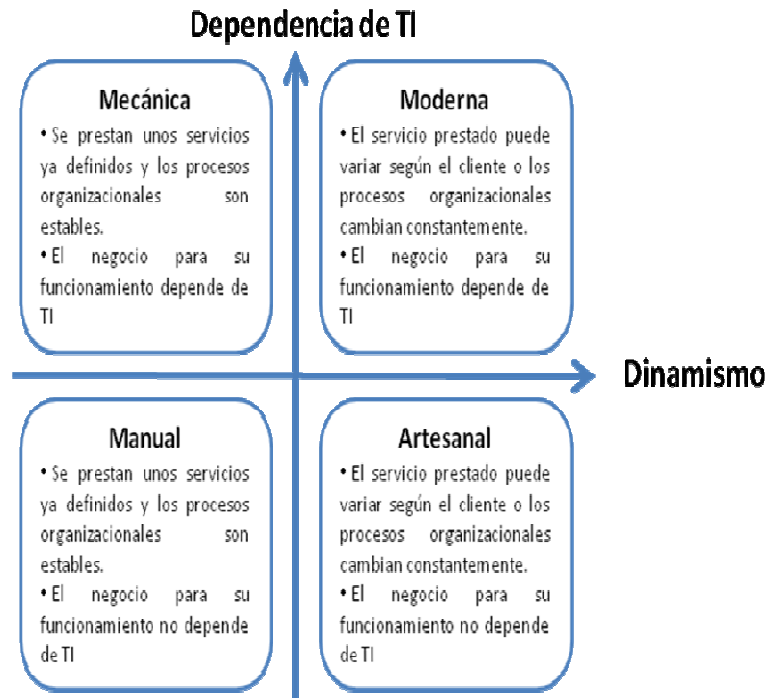 Dependencia de TI
Mecánica
• Se prestan unos servicios
ya definidos y los procesos
organizacionales son
estables.
• El negocio para su
funcionamiento depende de
TI
Moderna
• El servicio prestado puede
variar según el cliente o los
procesos organizacionales
cambian constantemente.
• El negocio para su
funcionamiento depende de
TI
Dinamismo
Manual
• Se prestan unos servicios
ya definidos y los procesos
organizacionales son
estables.
• El negocio para su
funcionamiento no depende
de TI
Artesanal
• El servicio prestado puede
variar según el cliente o los
procesos organizacionales
cambian constantemente.
• El negocio para su
funcionamiento no depende
de TI